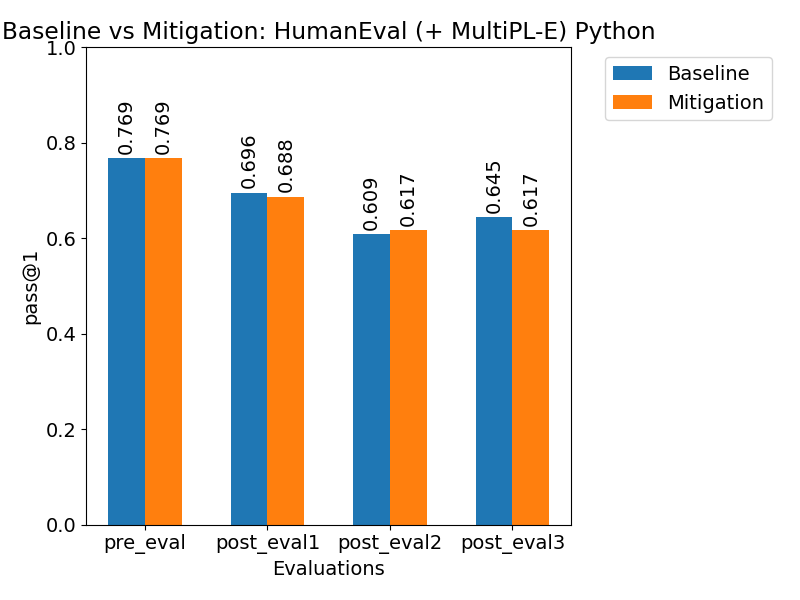 Baseline vs Mitigation: HumanEval (+ MultiPL-E) Python
Baseline
Mitigation
pass@1
1.0
0.8
0.6
0.4
0.2
0.0
0.769
0.769
0.696
0.688
0.609
0.617
0.645
0.617
pre_eval
post_eval1
post_eval2
post_eval3
Evaluations